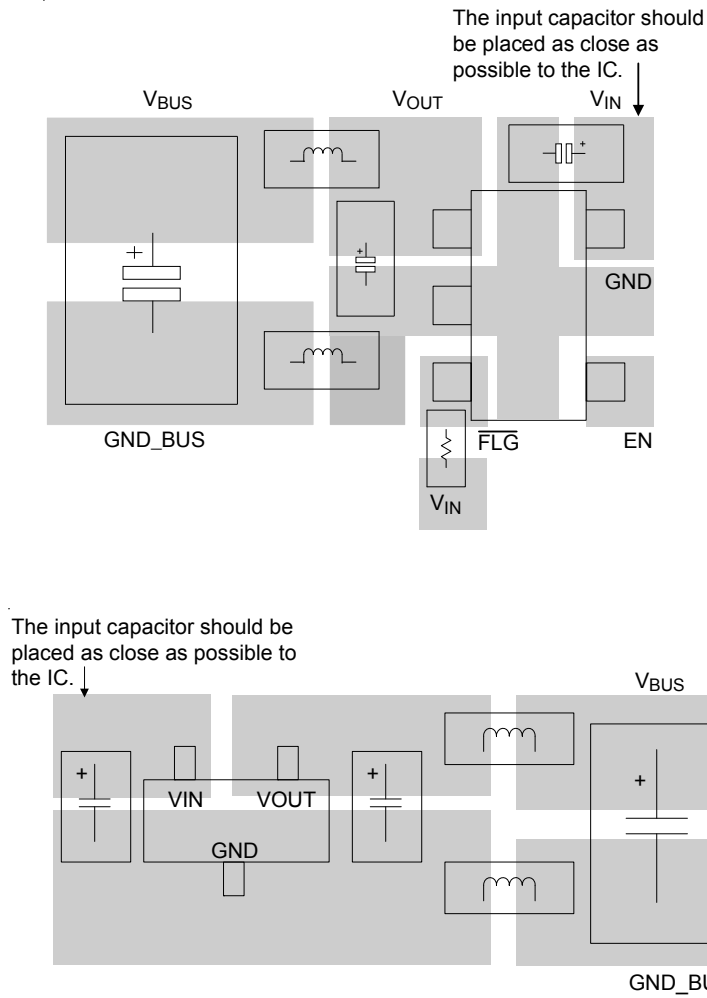 The input capacitor should
be placed as close as
possible to the IC.
VBUS
VOUT
VIN
+
+
+
GND
GND_BUS
FLG
EN
VIN
The input capacitor should be
placed as close as possible to
the IC.
VBUS
+
+
+
VIN
VOUT
GND
GND_BU